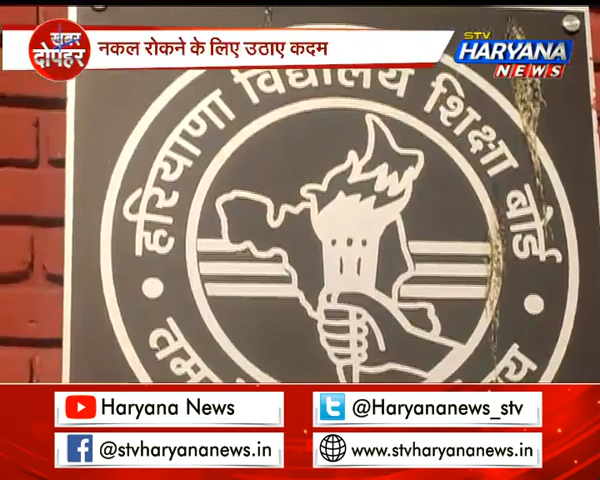 खबर
दोपहर
नकल रोकने के लिए उठाए कदम
STV
HARYANA
NEWS
हरियाणा विद्यालय शिक्षा बोर्ड
Haryana News
@Haryananews_stv
@stvharyananews.in
www.stvharyananews.in